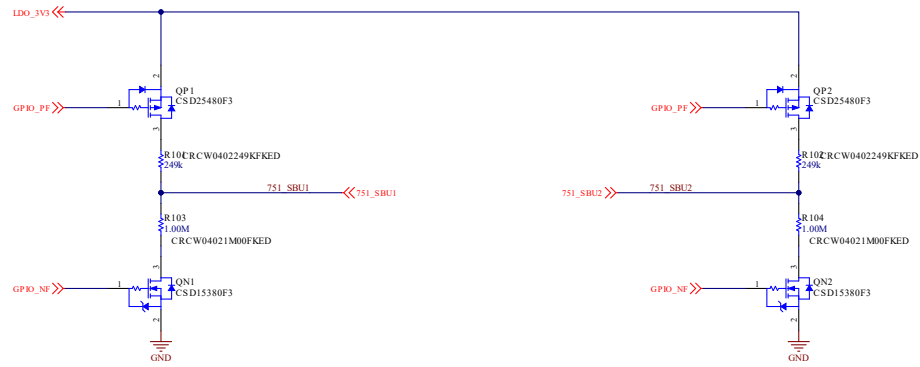 LDO_3V3
2
2
QP1
CSD25480F3
QP2
CSD25480F3
GPIO_PF
1
GPIO_PF
1
3
3
R101
CRCW0402249KFKED
249k
R102
CRCW0402249KFKED
249k
751_SBU1
751_SBU1
751_SBU2
751_SBU2
R103
1.00M
CRCW04021M00FKED
R104
1.00M
CRCW04021M00FKED
3
3
QN1
CSD15380F3
QN2
CSD15380F3
GPIO_NF
1
GPIO_NF
1
2
2
GND
GND